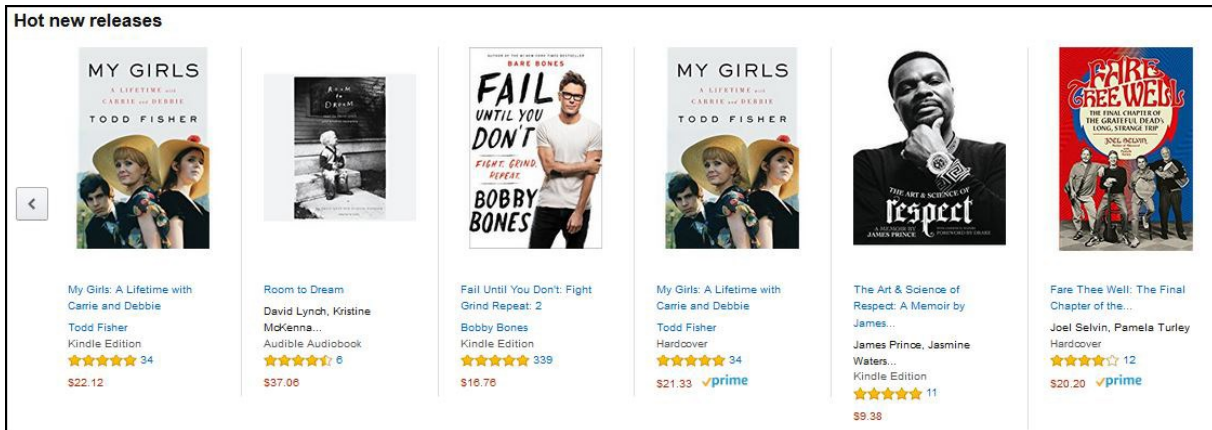 Hot new releases
MY GIRLS
A LIFETIME with
CARRIE and DEBBIE
TODD FISHER
My Girls: A Lifetime with
Carrie and Debbie
Todd Fisher
Kindle Edition
34
$22.12
ROOM
to
DREAM
Room to Dream
David Lynch, Kristine
McKenna...
Audible Audiobook
6
$37.06
AUTHOR OF THE #1 NEW YORK TIMES BESTSELLER
BARE BONES
FAIL
UNTIL YOU
DON'T
FIGHT. GRIND.
REPEAT.
BOBBY
BONES
Fail Until You Don't: Fight
Grind Repeat: 2
Bobby Bones
Kindle Edition
339
$16.76
MY GIRLS
A LIFETIME with
CARRIE and DEBBIE
TODD FISHER
My Girls: A Lifetime with
Carrie and Debbie
Todd Fisher
Hardcover
34
$21.33 prime
THE ART & SCIENCE OF
respect
A MEMOIR BY
JAMES PRINCE
FOREWORD BY DRAKE
The Art & Science of
Respect: A Memoir by
James...
James Prince, Jasmine
Waters...
Kindle Edition
11
$9.38
FARE
THEE WELL
THE FINAL CHAPTER OF
THE GRATEFUL DEAD'S
LONG, STRANGE TRIP
JOEL SELVIN
Fare Thee Well: The Final
Chapter of the...
Joel Selvin, Pamela Turley
Hardcover
12
$20.20 prime